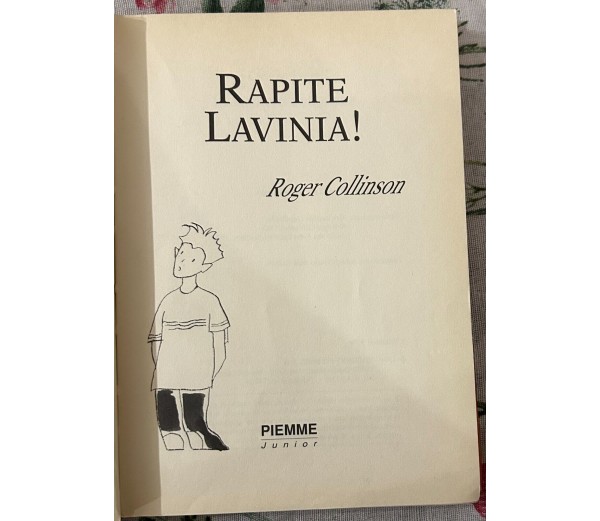 RAPITE
LAVINIA!
Roger Collinson
PIEMME
Junior